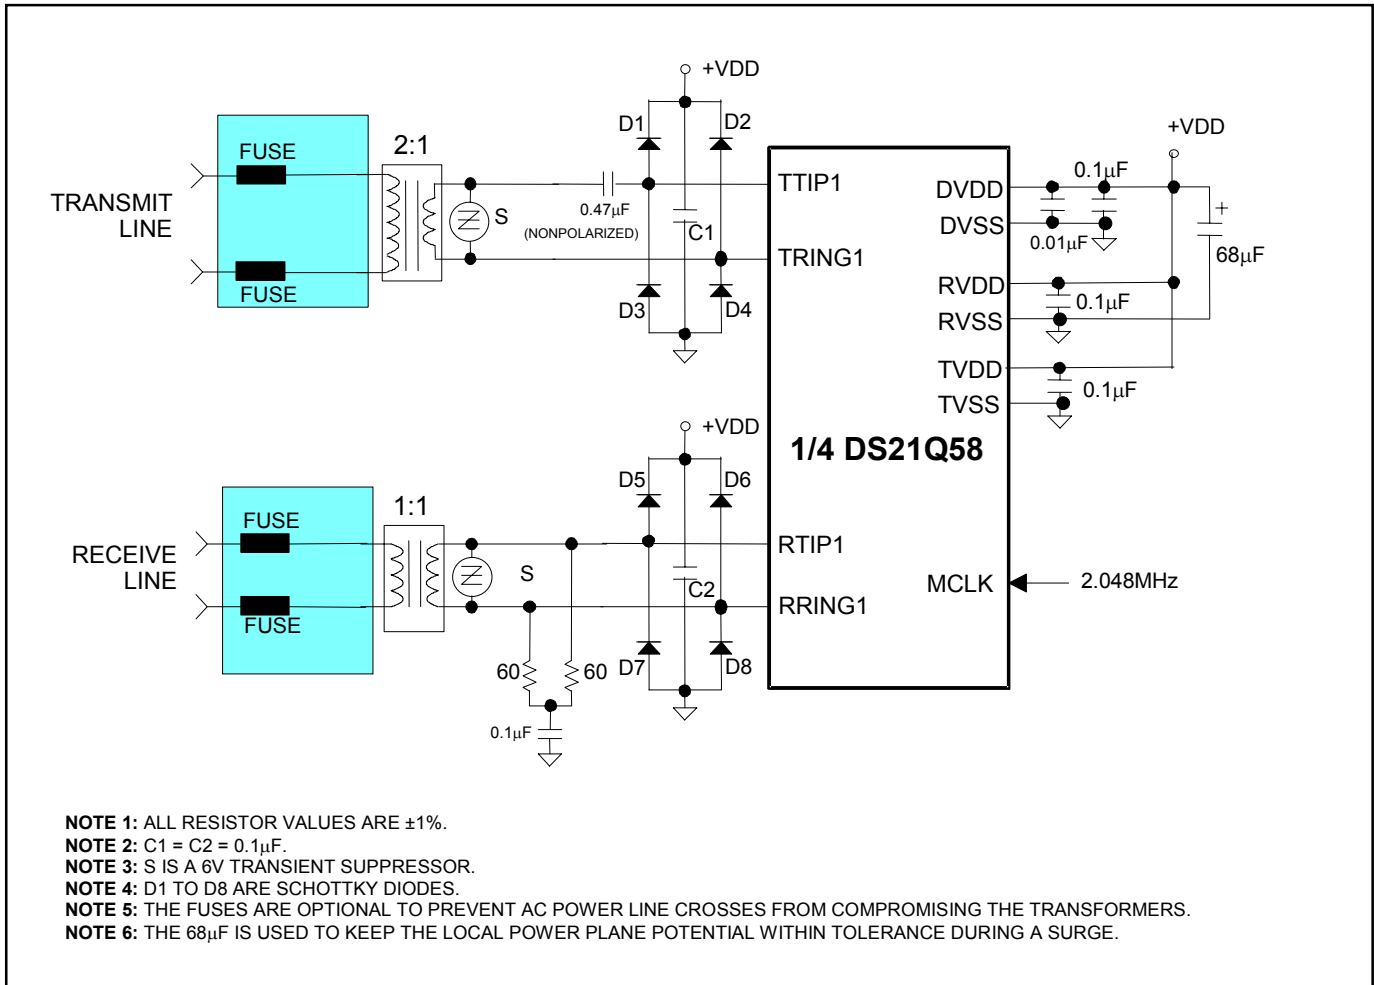 +VDD
D1
D2
+VDD
FUSE
2:1
TTIP1
DVDD
0.1μF
TRANSMIT
LINE
S
0.47μF
(NONPOLARIZED)
C1
DVSS
0.01μF
+
68μF
TRING1
FUSE
D3
D4
RVDD
0.1μF
RVSS
TVDD
0.1μF
TVSS
+VDD
1/4 DS21Q58
D5
D6
FUSE
1:1
RECEIVE
LINE
S
RTIP1
C2
MCLK
2.048MHz
RRING1
FUSE
60
60
D7
D8
0.1μF
NOTE 1: ALL RESISTOR VALUES ARE ±1%.
NOTE 2: C1 = C2 = 0.1μF.
NOTE 3: S IS A 6V TRANSIENT SUPPRESSOR.
NOTE 4: D1 TO D8 ARE SCHOTTKY DIODES.
NOTE 5: THE FUSES ARE OPTIONAL TO PREVENT AC POWER LINE CROSSES FROM COMPROMISING THE TRANSFORMERS.
NOTE 6: THE 68μF IS USED TO KEEP THE LOCAL POWER PLANE POTENTIAL WITHIN TOLERANCE DURING A SURGE.